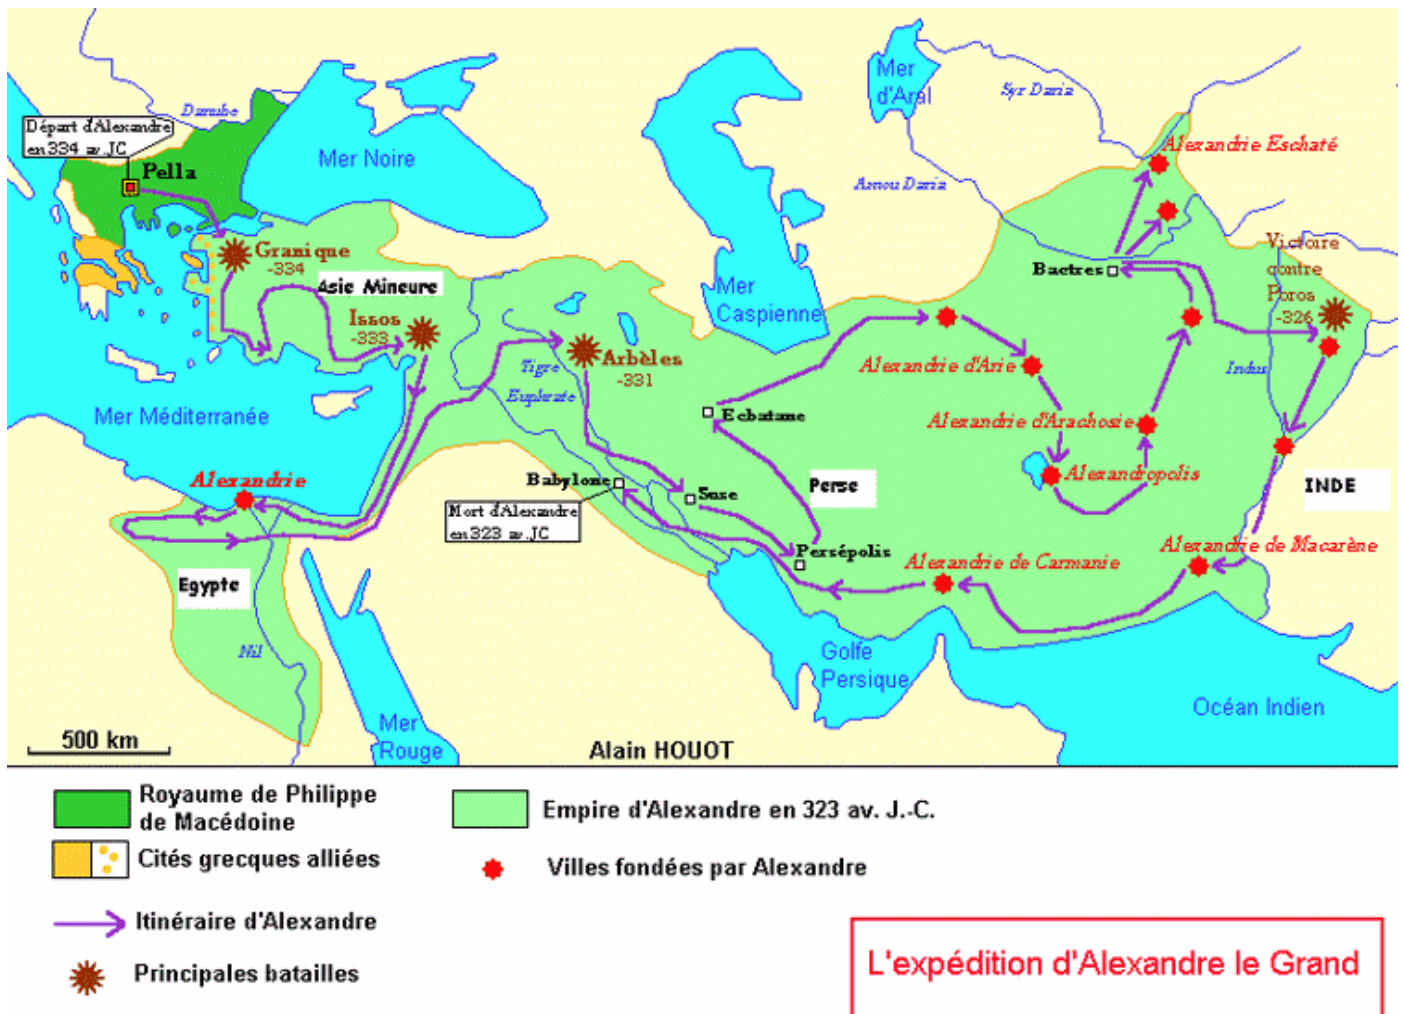 Mer
d'Aral
Syr Daria
Danube
Départ d'Alexandre
en 334 av.JC
Mer Noire
Pella
Alexandrie Eschaté
Amou Daria
Granique
-334
Victoire
contre
Poros
-326
Bactres
Asie Mineure
Mer
Caspienne
Issos
-333
Arbèles
-331
Tigre
Euphrate
Alexandrie d'Arie
Indus
Mer Méditerranée
Ecbatane
Alexandrie d'Arachosie
Alexandrie
Babylone
Suse
Perse
Alexandropolis
INDE
Mort d'Alexandre
en 323 av.JC
Persépolis
Alexandrie de Carmanie
Alexandrie de Macarène
Egypte
Nil
Golfe
Persique
Mer
Rouge
Océan Indien
500 km
Alain HOUOT
Royaume de Philippe
de Macédoine
Empire d'Alexandre en 323 av. J.-C.
Cités grecques alliées
Villes fondées par Alexandre
Itinéraire d'Alexandre
Principales batailles
L'expédition d'Alexandre le Grand